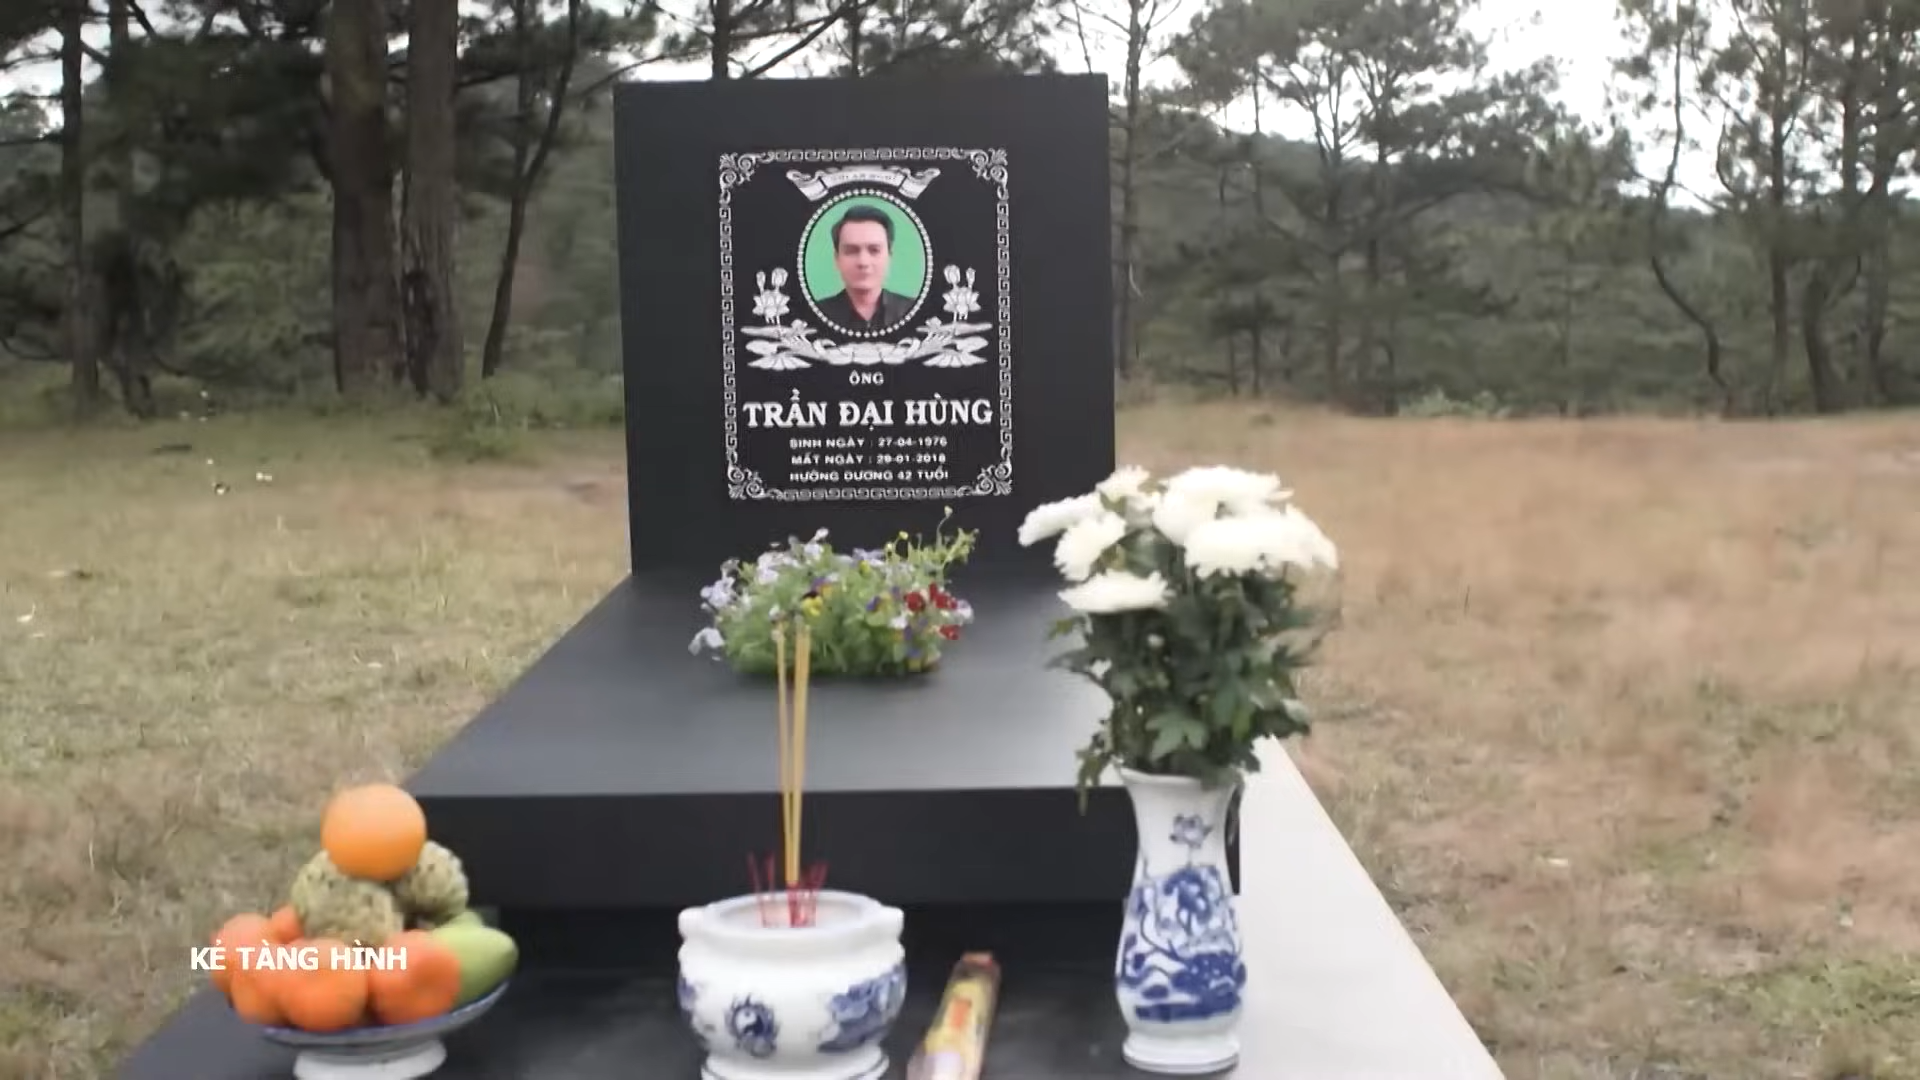 ÔNG
TRẦN ĐẠI HÙNG
SINH NGÀY : 27-04-1976
MẤT NGÀY : 29-01-2018
HƯỞNG DƯƠNG 42 TUỔI
KẺ TÀNG HÌNH